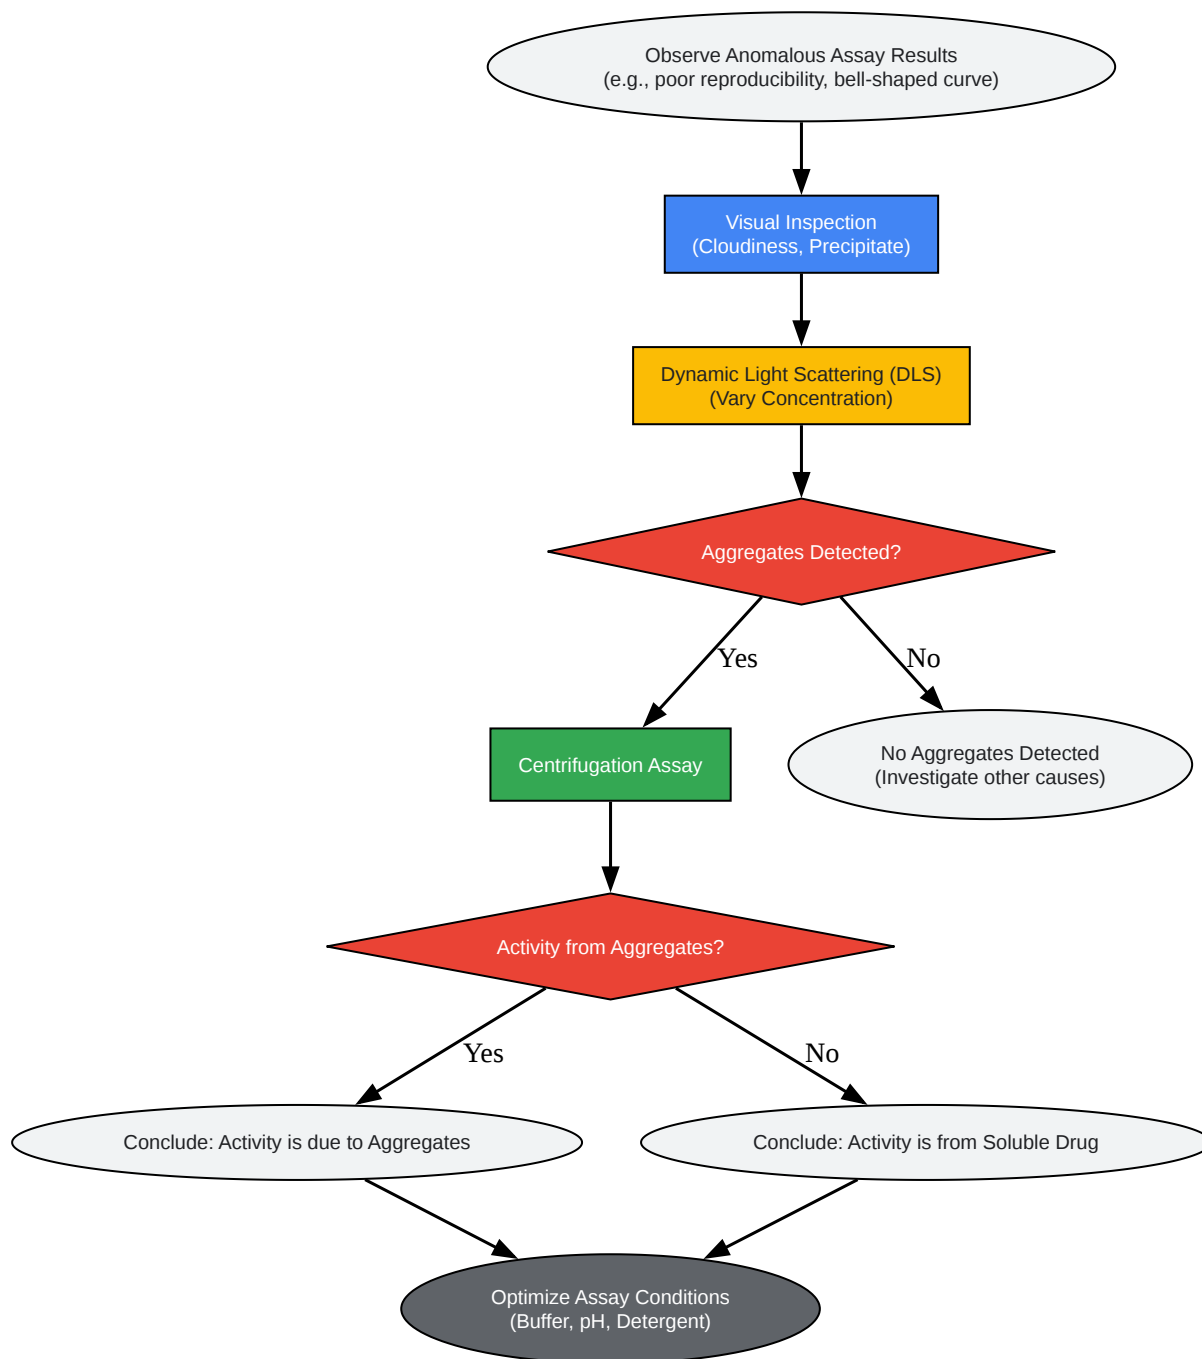 Observe Anomalous Assay Results
(e.g., poor reproducibility, bell-shaped curve)
Visual Inspection
(Cloudiness, Precipitate)
Dynamic Light Scattering (DLS)
(Vary Concentration)
Aggregates Detected?
Yes
No
Centrifugation Assay
No Aggregates Detected
(Investigate other causes)
Activity from Aggregates?
Yes
No
Conclude: Activity is due to Aggregates
Conclude: Activity is from Soluble Drug
Optimize Assay Conditions
(Buffer, pH, Detergent)